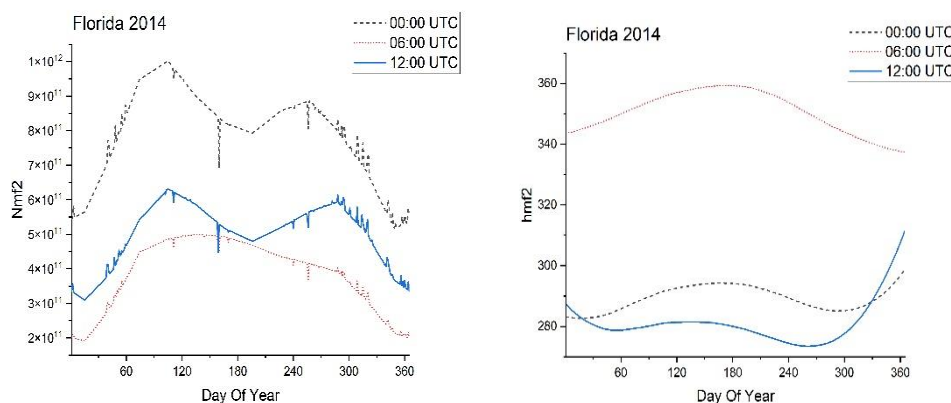 Florida 2014
00:00 UTC
06:00 UTC
12:00 UTC
Nmf2
1×10¹²
9×10¹¹
8×10¹¹
7×10¹¹
6×10¹¹
5×10¹¹
4×10¹¹
3×10¹¹
2×10¹¹
60 120 180 240 300 360
Day Of Year
Florida 2014
00:00 UTC
06:00 UTC
12:00 UTC
hmf2
360
340
320
300
280
60 120 180 240 300 360
Day Of Year